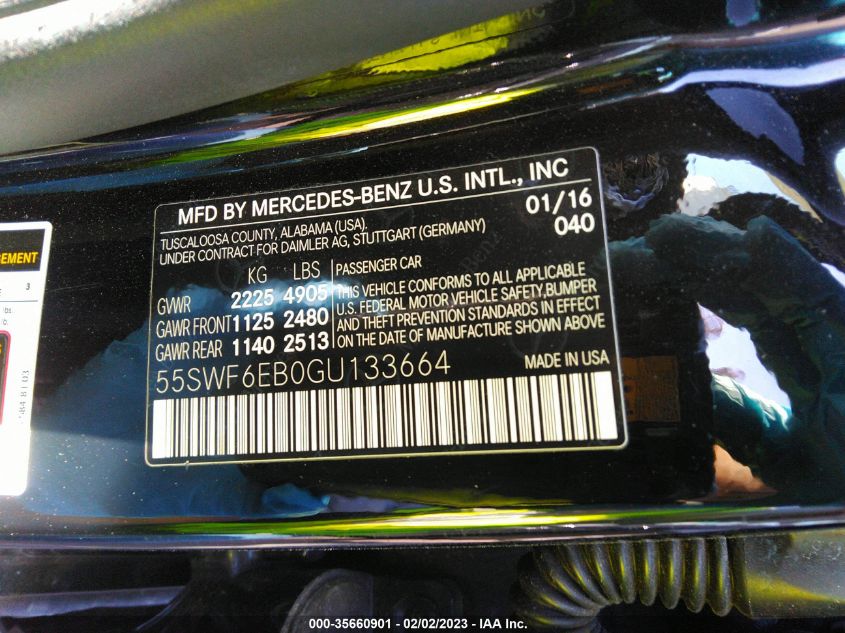 MFD BY MERCEDES-BENZ U.S. INTL., INC
TUSCALOOSA COUNTY, ALABAMA (USA),
UNDER CONTRACT FOR DAIMLER AG, STUTTGART (GERMANY)
01/16
040
KG LBS
GVWR 2225 4905
GAWR FRONT 1125 2480
GAWR REAR 1140 2513
PASSENGER CAR
THIS VEHICLE CONFORMS TO ALL APPLICABLE
U.S. FEDERAL MOTOR VEHICLE SAFETY, BUMPER
AND THEFT PREVENTION STANDARDS IN EFFECT
ON THE DATE OF MANUFACTURE SHOWN ABOVE
55SWF6EB0GU133664
MADE IN USA
GEMENT
3
lbs.
000-35660901 - 02/02/2023 - IAA Inc.